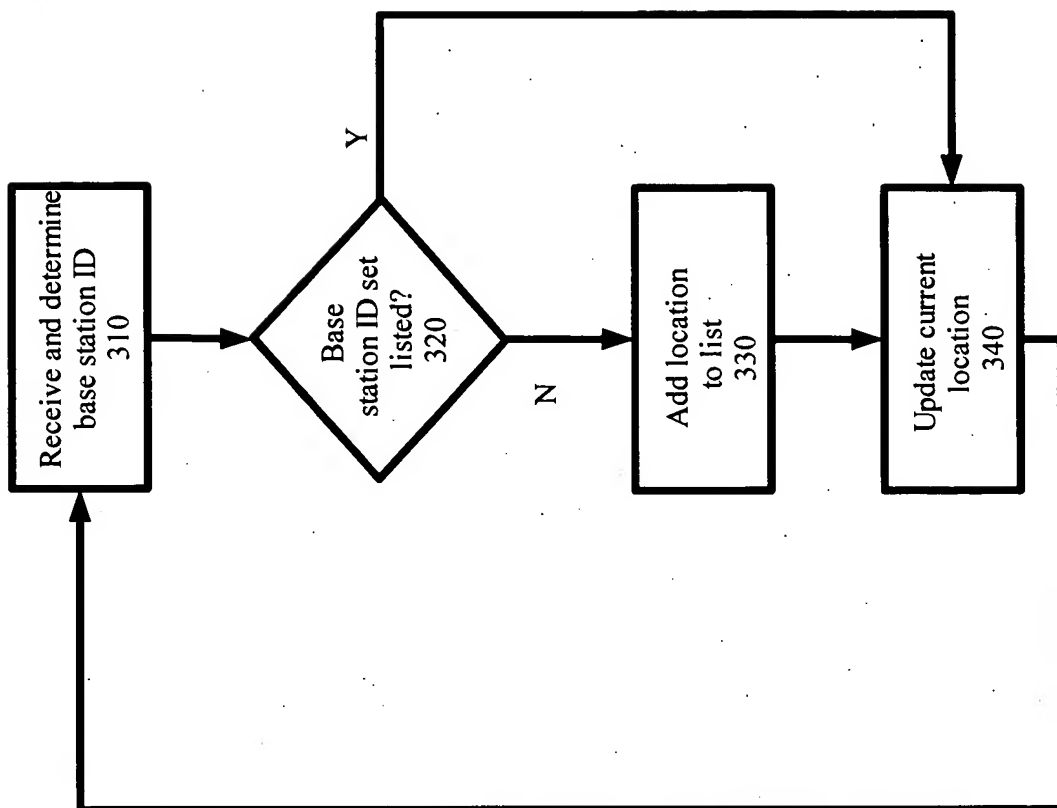 Receive and determine
base station ID
310
Base
station ID set
listed?
320
Y
N
Add location
to list
330
Update current
location
340